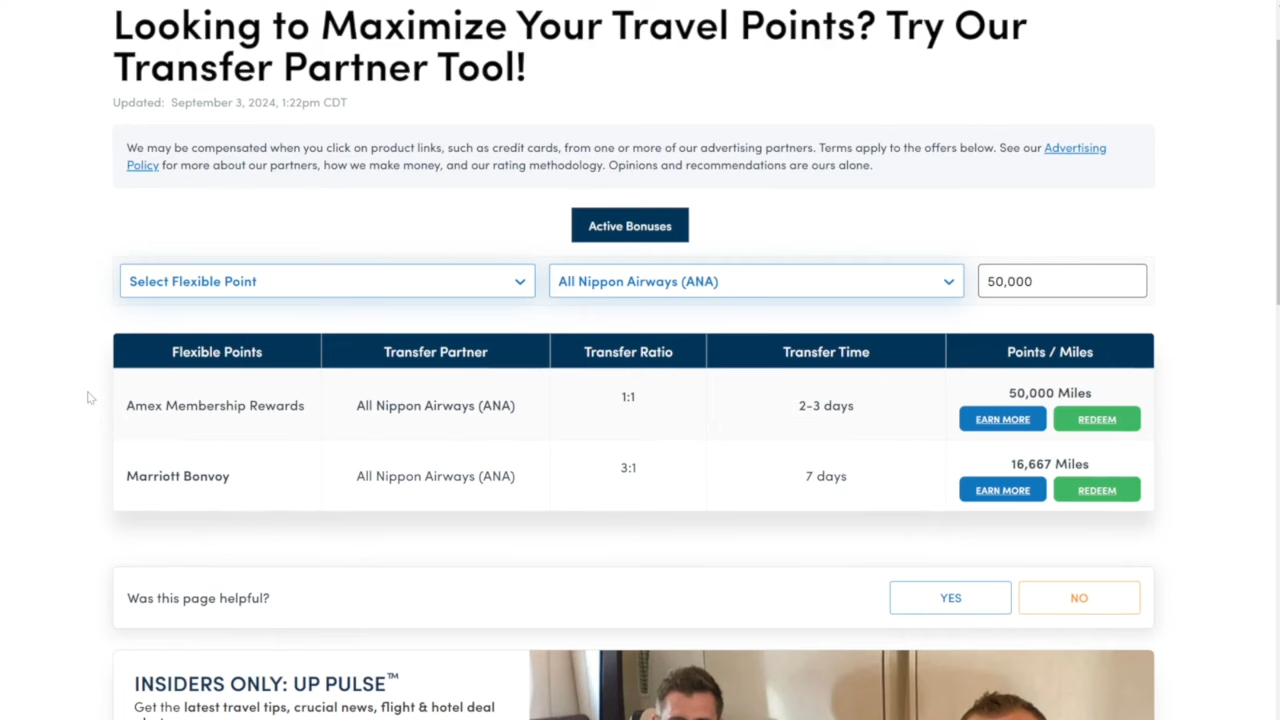 Looking to Maximize Your Travel Points? Try Our
Transfer Partner Tool!
Updated: September 3, 2024, 1:22pm CDT
We may be compensated when you click on product links, such as credit cards, from one or more of our advertising partners. Terms apply to the offers below. See our Advertising
Policy for more about our partners, how we make money, and our rating methodology. Opinions and recommendations are ours alone.
Active Bonuses
Select Flexible Point All Nippon Airways (ANA) 50,000
Flexible Points Transfer Partner Transfer Ratio Transfer Time Points / Miles
Amex Membership Rewards All Nippon Airways (ANA) 1:1 2-3 days 50,000 Miles
EARN MORE REDEEM
Marriott Bonvoy All Nippon Airways (ANA) 3:1 7 days 16,667 Miles
EARN MORE REDEEM
Was this page helpful? YES NO
INSIDERS ONLY: UP PULSE™
Get the latest travel tips, crucial news, flight & hotel deal